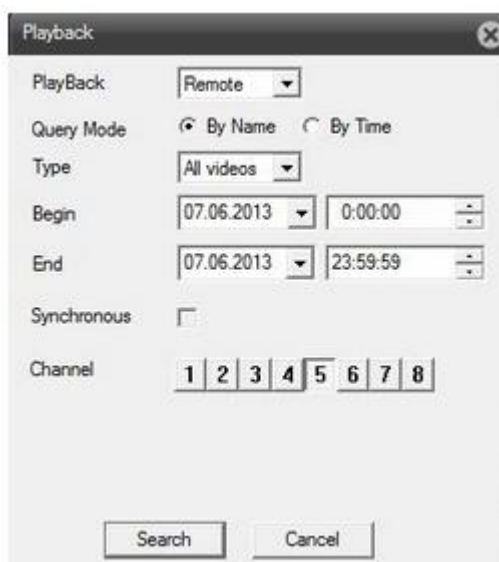 Playback
PlayBack Remote
Query Mode By Name By Time
Type All videos
Begin 07.06.2013 0:00:00
End 07.06.2013 23:59:59
Synchronous
Channel 1 2 3 4 5 6 7 8
Search Cancel